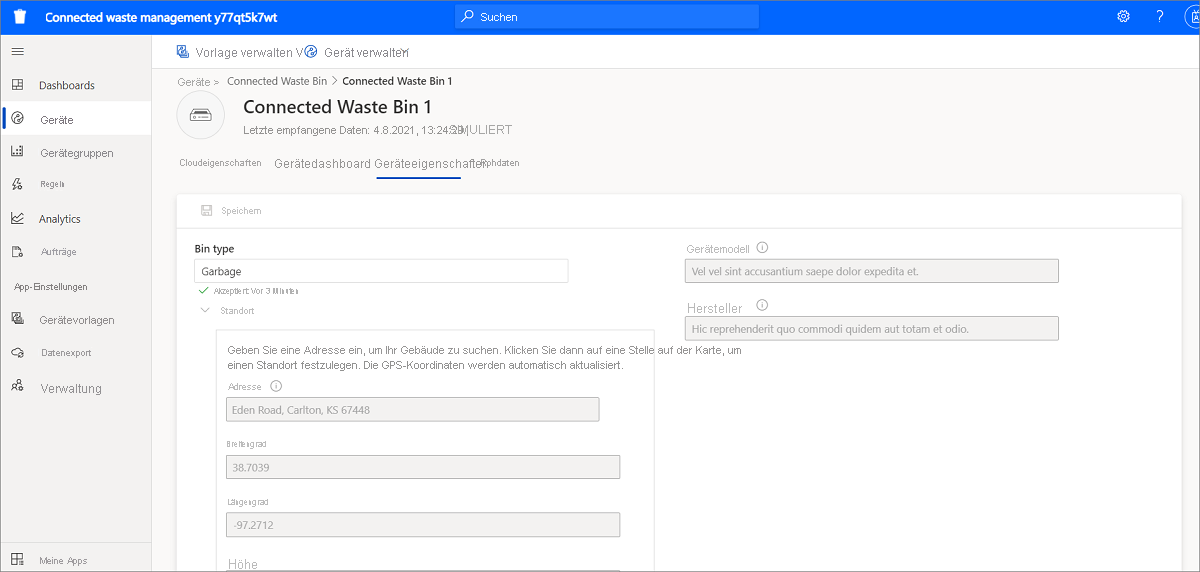 Connected waste management y77qt5k7wt
Suchen
?
Vorlage verwalten V
Gerät verwalten
Dashboards
Geräte
Gerätegruppen
Regeln
Analytics
Aufträge
App-Einstellungen
Gerätevorlagen
Datenexport
Verwaltung
Meine Apps
Geräte > Connected Waste Bin > Connected Waste Bin 1
Connected Waste Bin 1
Letzte empfangene Daten: 4.8.2021, 13:24:29 | SIMULIERT
Cloudeigenschaften Gerätedashboard Geräteeigenschaften Rohdaten
Speichern
Bin type
Garbage
Akzeptiert: Vor 3 Minuten
Standort
Geben Sie eine Adresse ein, um Ihr Gebäude zu suchen. Klicken Sie dann auf eine Stelle auf der Karte, um
einen Standort festzulegen. Die GPS-Koordinaten werden automatisch aktualisiert.
Adresse
Eden Road, Carlton, KS 67448
Breitengrad
38.7039
Längengrad
-97.2712
Höhe
Gerätemodell
Vel vel sint accusantium saepe dolor expedita et.
Hersteller
Hic reprehenderit quo commodi quidem aut totam et odio.